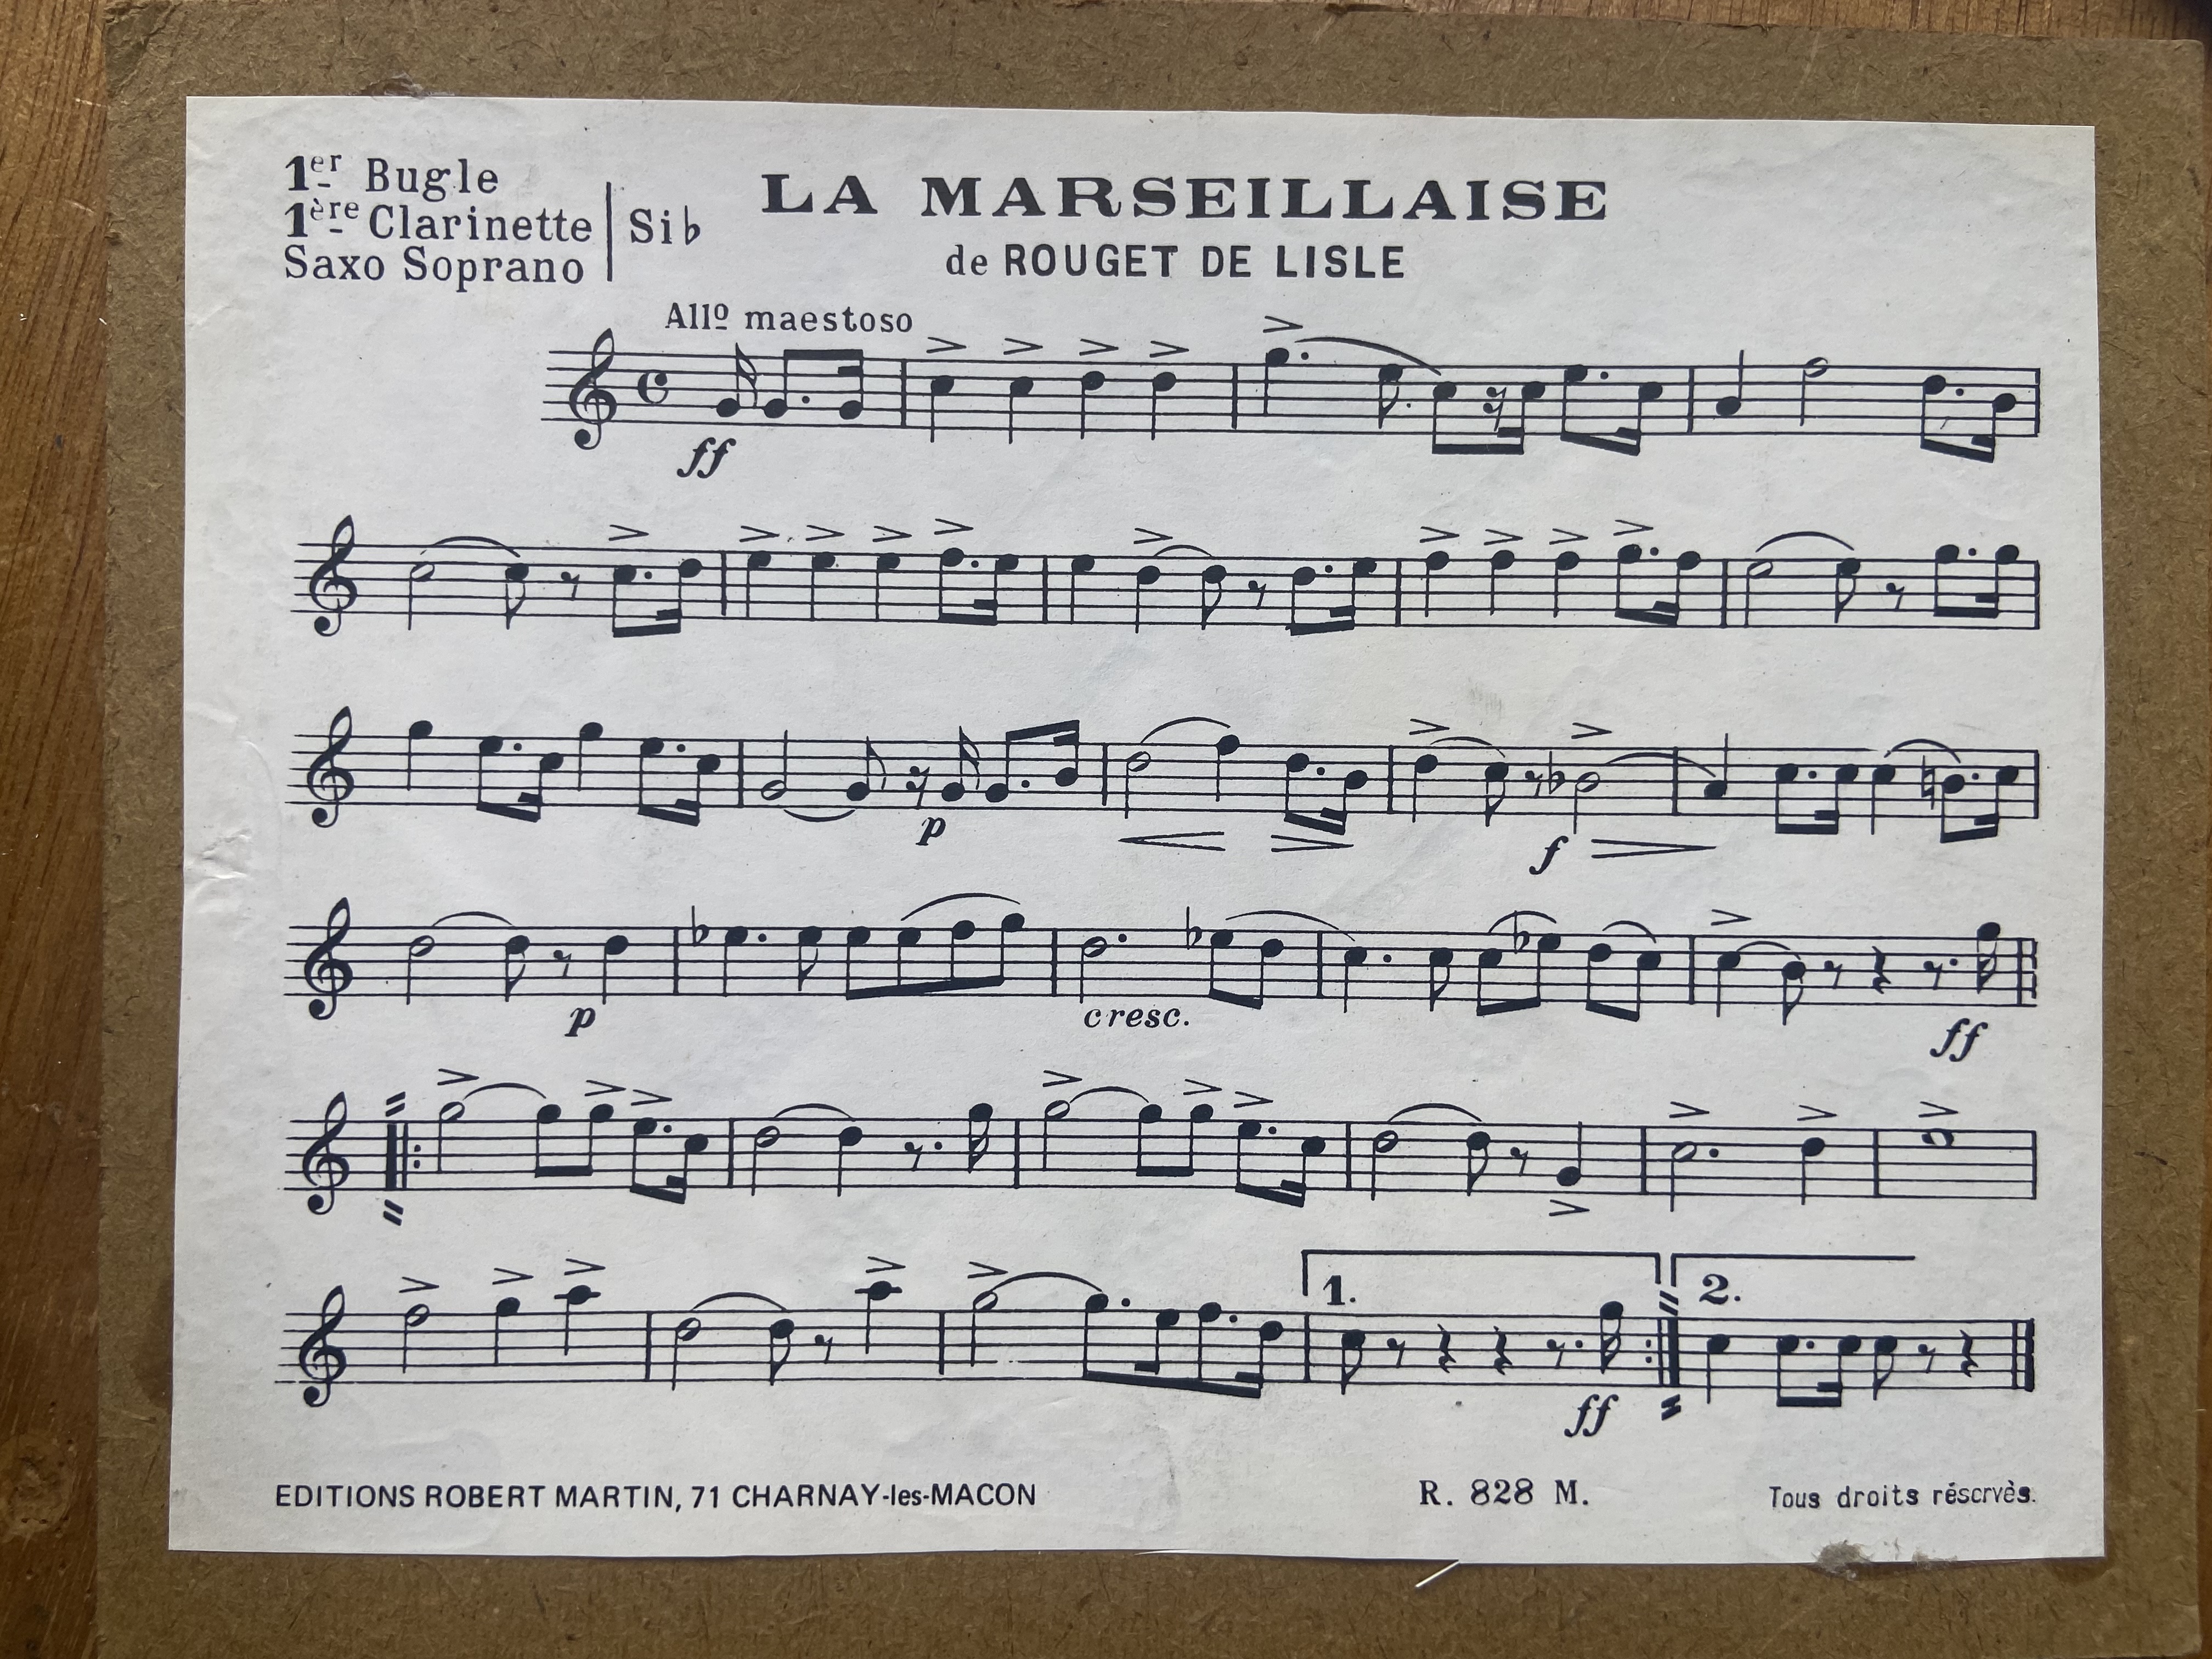 1er Bugle
1ère Clarinette
Saxo Soprano
Si♭
LA MARSEILLAISE
de ROUGET DE LISLE
Allº maestoso
ff
p
f
p
cresc.
ff
1.
2.
ff
EDITIONS ROBERT MARTIN, 71 CHARNAY-les-MACON
R. 828 M.
Tous droits réscrvès.